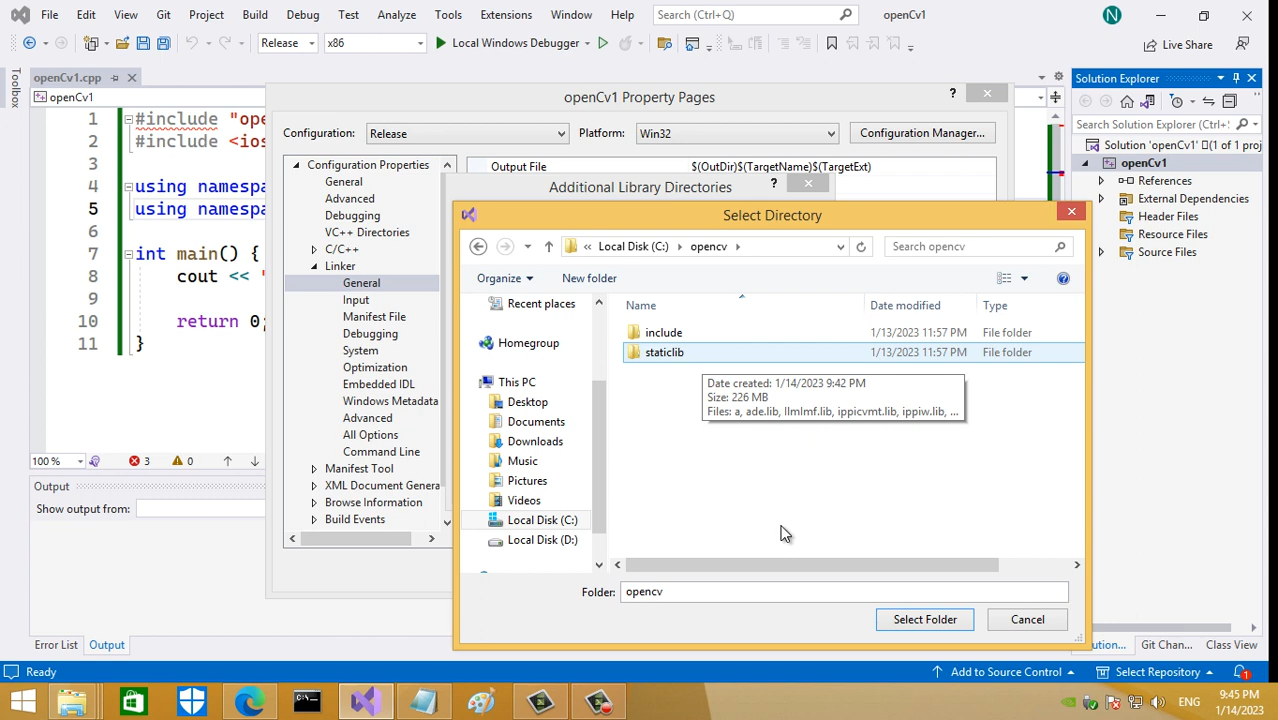 File Edit View Git Project Build Debug Test Analyze Tools Extensions Window Help Search (Ctrl+Q) openCv1 N
Release x86 Local Windows Debugger Live Share
Toolbox
openCv1.cpp
openCv1
1 #include "ope
2 #include <ios
3
4 using namespa
5 using namespa
6
7 int main() {
8 cout << "
9
10 return 0;
11 }
100 % 3 0
Output
Show output from:
Error List Output
openCv1 Property Pages ?
Configuration: Release Platform: Win32 Configuration Manager...
Configuration Properties
General
Advanced
Debugging
VC++ Directories
C/C++
Linker
General
Input
Manifest File
Debugging
System
Optimization
Embedded IDL
Windows Metadata
Advanced
All Options
Command Line
Manifest Tool
XML Document Genera
Browse Information
Build Events
Output File $(OutDir)$(TargetName)$(TargetExt)
Additional Library Directories ?
Select Directory
« Local Disk (C:) opencv Search opencv
Organize New folder
Recent places
Homegroup
This PC
Desktop
Documents
Downloads
Music
Pictures
Videos
Local Disk (C:)
Local Disk (D:)
Name Date modified Type
include 1/13/2023 11:57 PM File folder
staticlib 1/13/2023 11:57 PM File folder
Date created: 1/14/2023 9:42 PM
Size: 226 MB
Files: a, ade.lib, llmlmf.lib, ippicvmt.lib, ippiw.lib, ...
Folder: opencv
Select Folder Cancel
Solution Explorer
Search Solution Explorer (Ctrl+
Solution 'openCv1' (1 of 1 proj
openCv1
References
External Dependencies
Header Files
Resource Files
Source Files
olution... Git Chan... Class View
Ready Add to Source Control Select Repository 1
ENG 9:45 PM
1/14/2023